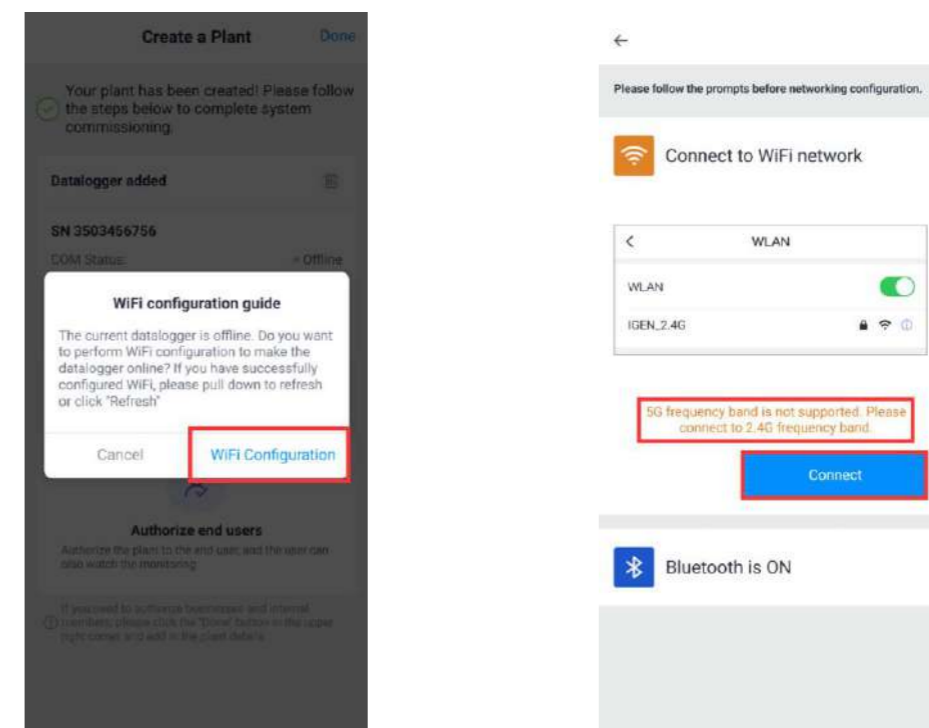 Create a Plant Done
Your plant has been created! Please follow
the steps below to complete system
commissioning.
Datalogger added
SN 3503456756
COM Status: Offline
WiFi configuration guide
The current datalogger is offline. Do you want
to perform WiFi configuration to make the
datalogger online? If you have successfully
configured WiFi, please pull down to refresh
or click "Refresh"
Cancel WiFi Configuration
Authorize end users
Authorize the plant to the end user, and the user can
also watch the monitoring
If you need to authorize businesses and internal
members, please click the "Done" button in the upper
right corner and add in the plant details.
Please follow the prompts before networking configuration.
Connect to WiFi network
WLAN
WLAN
IGEN_2.4G
5G frequency band is not supported. Please
connect to 2.4G frequency band.
Connect
Bluetooth is ON